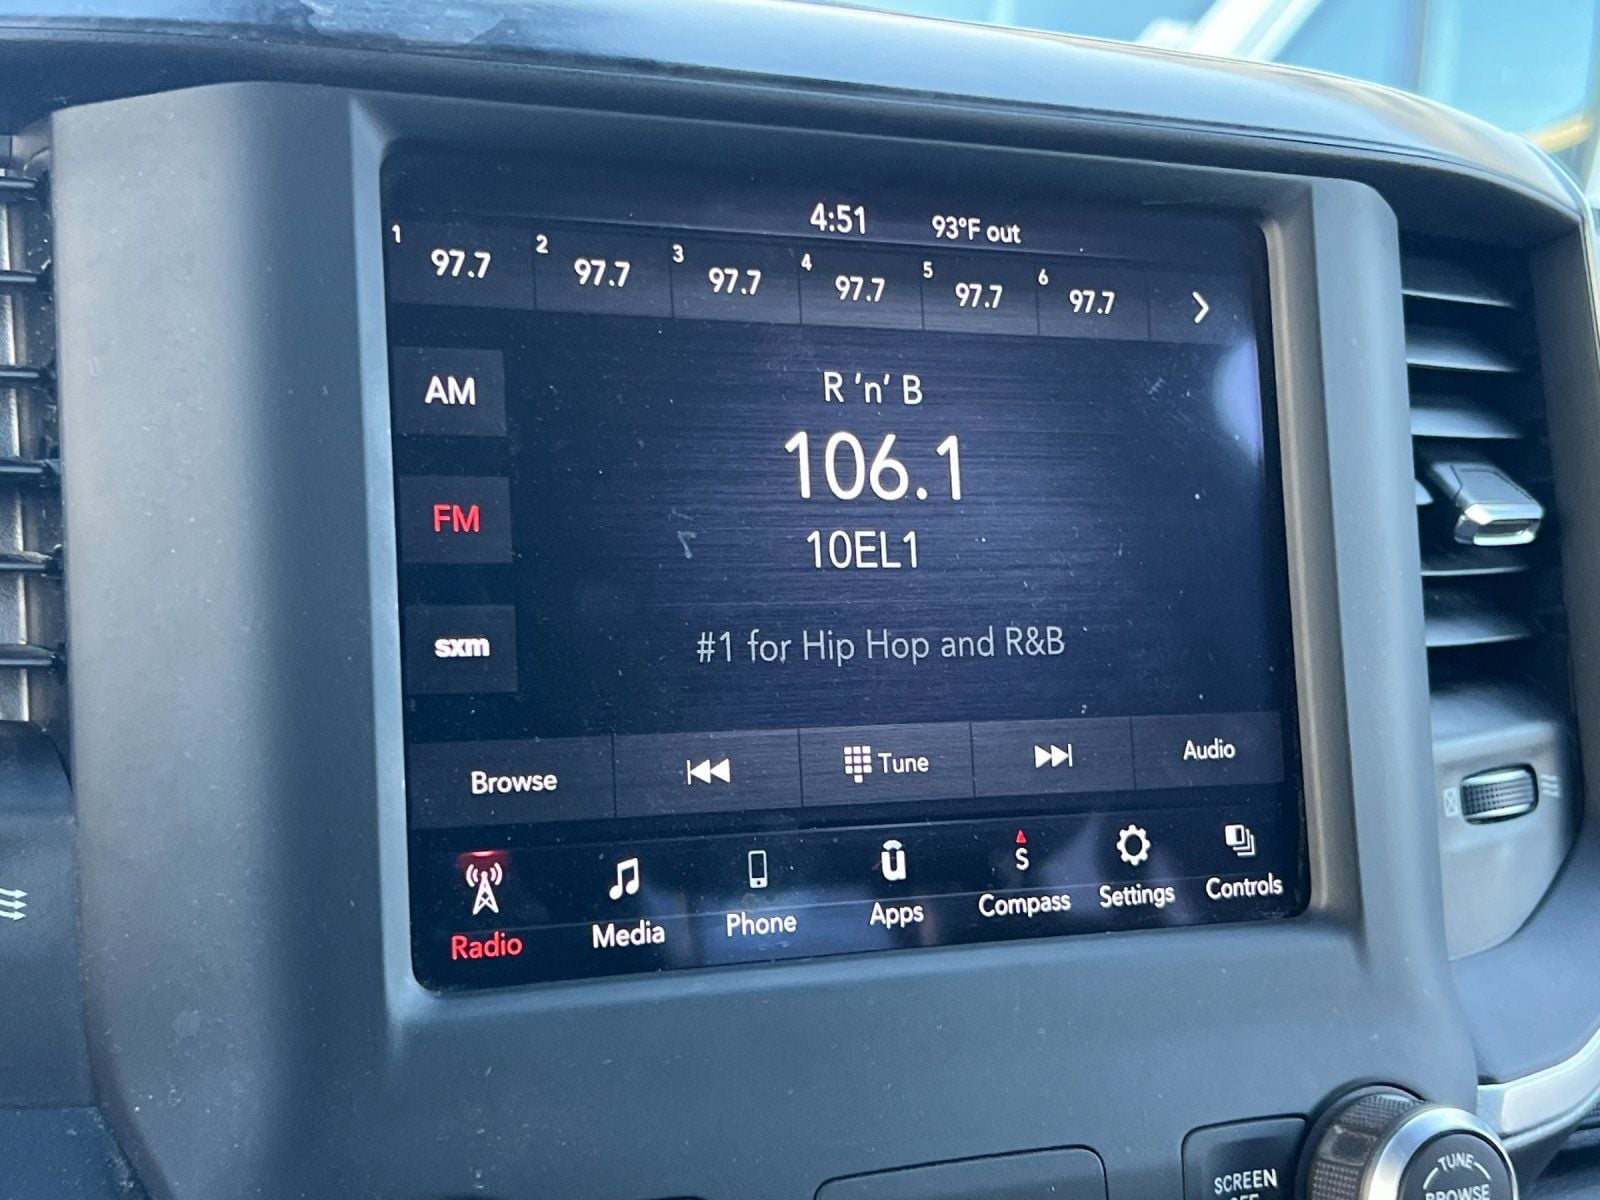 4:51 93°F out
1 97.7 2 97.7 3 97.7 4 97.7 5 97.7 6 97.7
R 'n' B
AM
106.1
FM
10EL1
#1 for Hip Hop and R&B
sxm
Browse Tune Audio
S
Radio Media Phone Apps Compass Settings Controls
SCREEN
OFF
TUNE
BROWSE